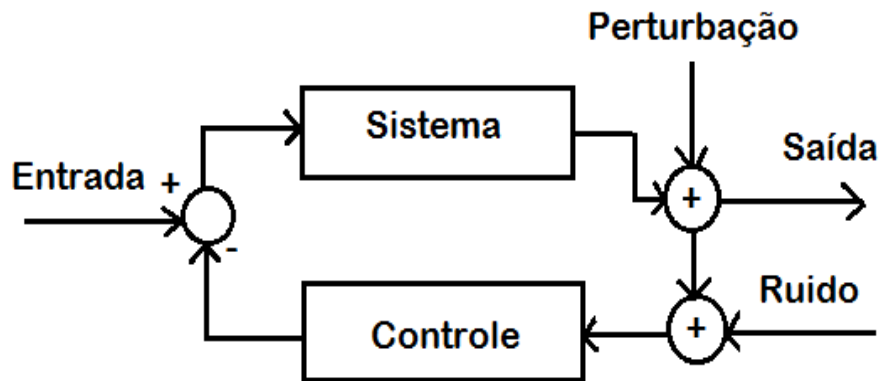 Perturbação
Sistema
Saída
Entrada +
+
-
Ruido
Controle
+